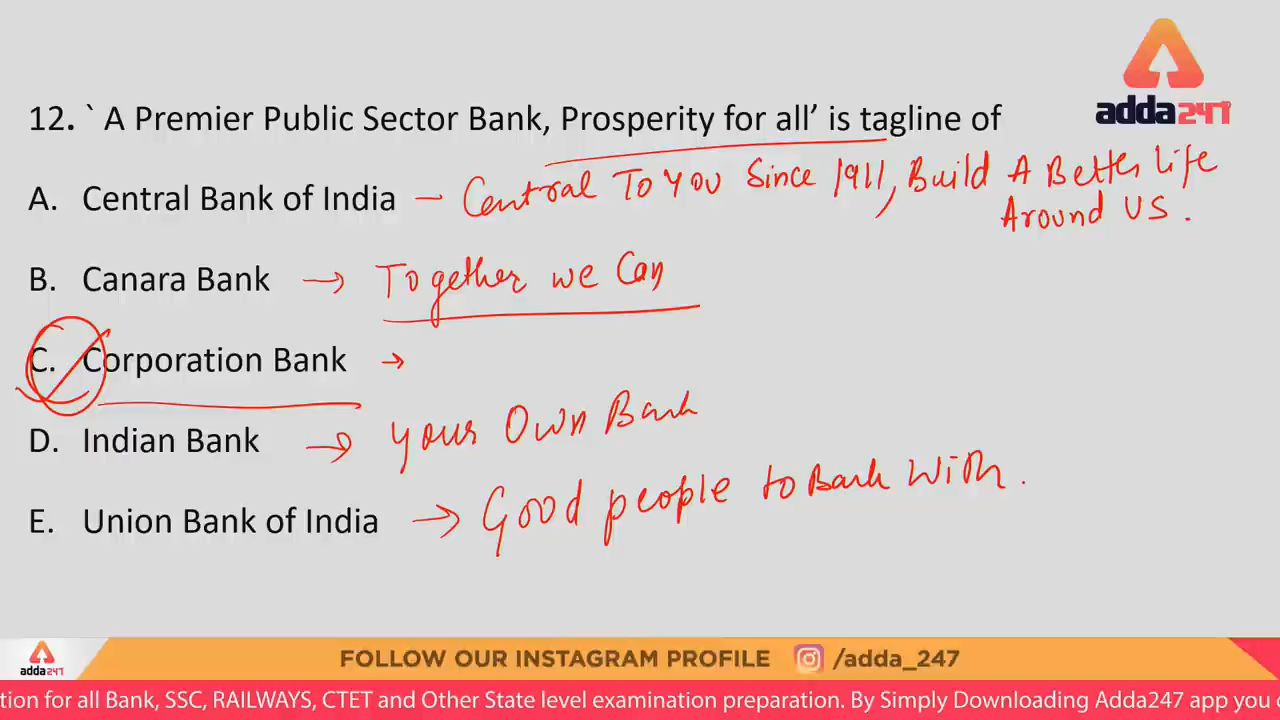 adda247
12. ` A Premier Public Sector Bank, Prosperity for all’ is tagline of
A. Central Bank of India – Central To You Since 1911, Build A Better Life
Around US.
B. Canara Bank → Together we Can
C. Corporation Bank →
D. Indian Bank → Your Own Bank
E. Union Bank of India → Good people to Bank With.
adda247
FOLLOW OUR INSTAGRAM PROFILE /adda_247
tion for all Bank, SSC, RAILWAYS, CTET and Other State level examination preparation. By Simply Downloading Adda247 app you c